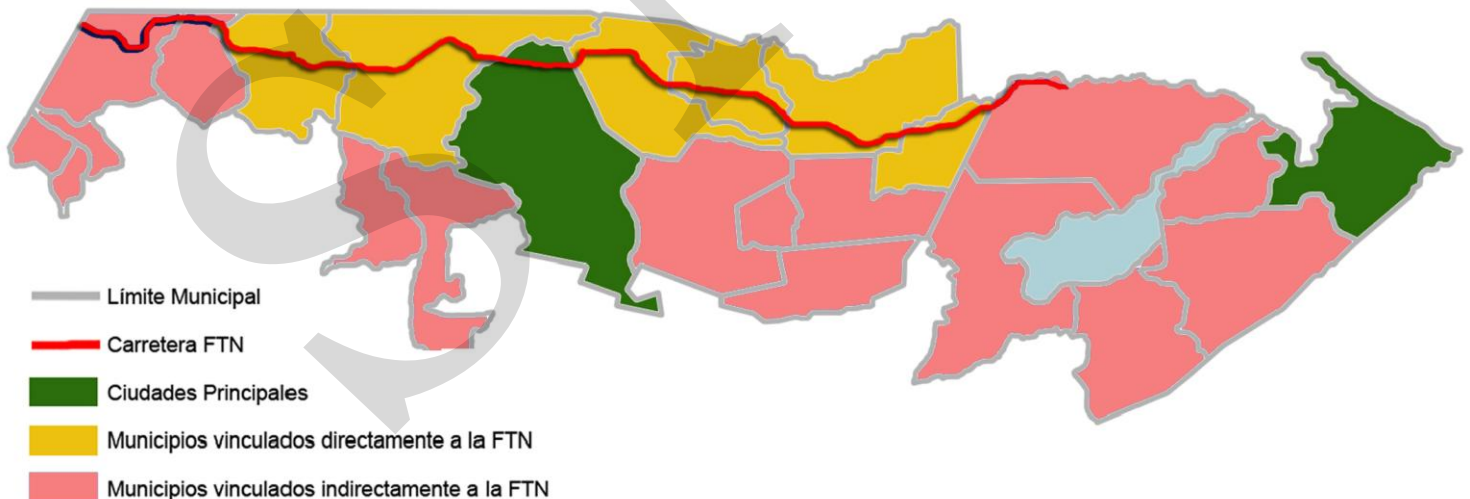 Límite Municipal
Carretera FTN
Ciudades Principales
Municipios vinculados directamente a la FTN
Municipios vinculados indirectamente a la FTN